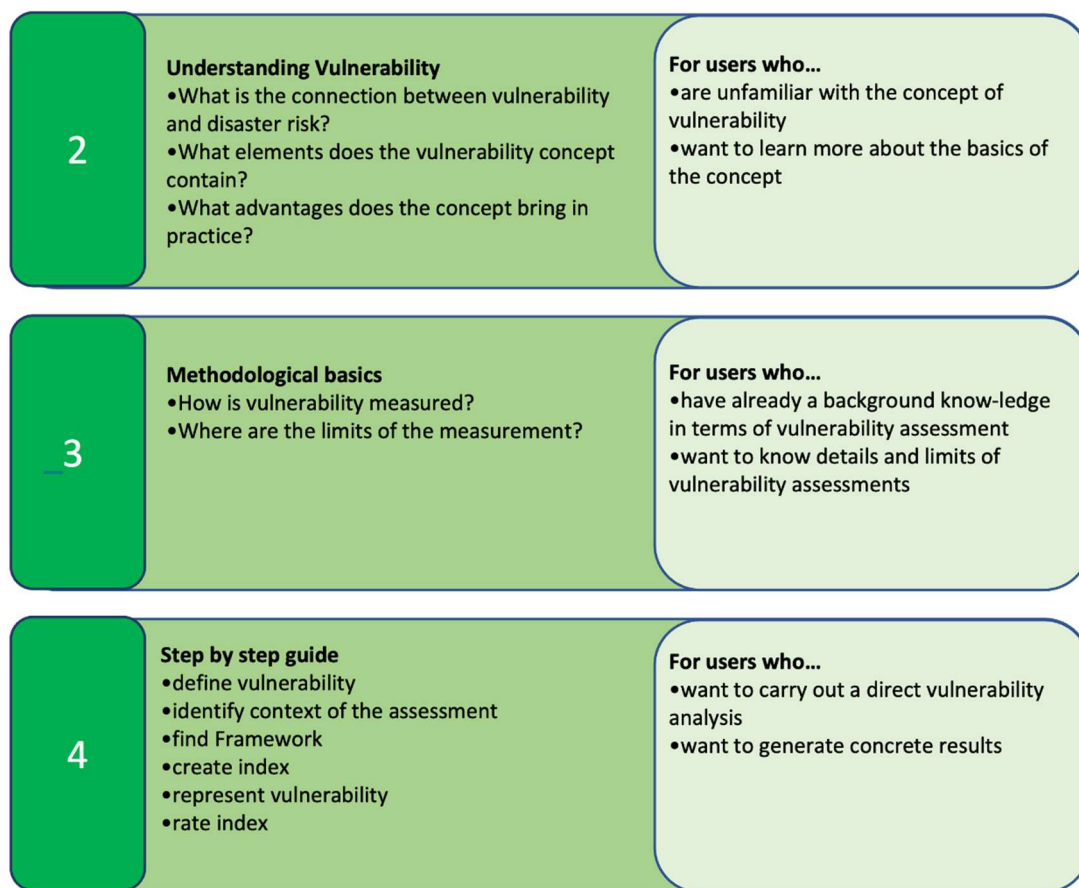 2
Understanding Vulnerability
•What is the connection between vulnerability
and disaster risk?
•What elements does the vulnerability concept
contain?
•What advantages does the concept bring in
practice?
For users who...
•are unfamiliar with the concept of
vulnerability
•want to learn more about the basics of
the concept
_3
Methodological basics
•How is vulnerability measured?
•Where are the limits of the measurement?
For users who...
•have already a background know-ledge
in terms of vulnerability assessment
•want to know details and limits of
vulnerability assessments
4
Step by step guide
•define vulnerability
•identify context of the assessment
•find Framework
•create index
•represent vulnerability
•rate index
For users who...
•want to carry out a direct vulnerability
analysis
•want to generate concrete results